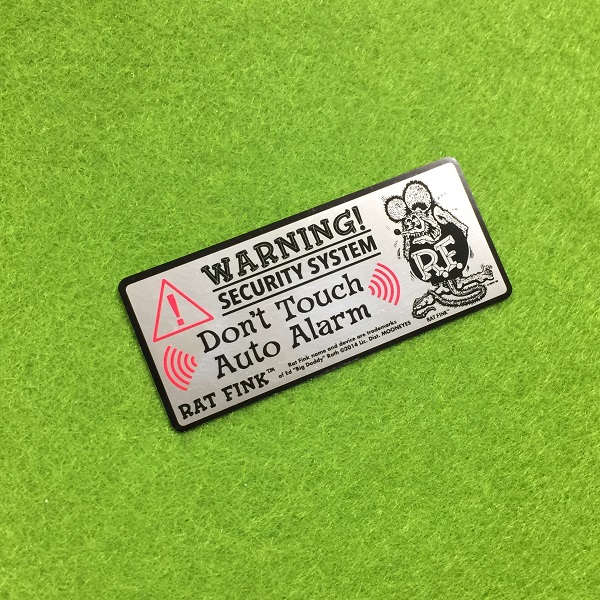 WARNING!
SECURITY SYSTEM
Don't Touch
Auto Alarm
RAT FINK™
Rat Fink name and device are trademarks
of Ed "Big Daddy" Roth ©2014 Lic. Dist. MOONEYES
R.F.
RAT FINK™